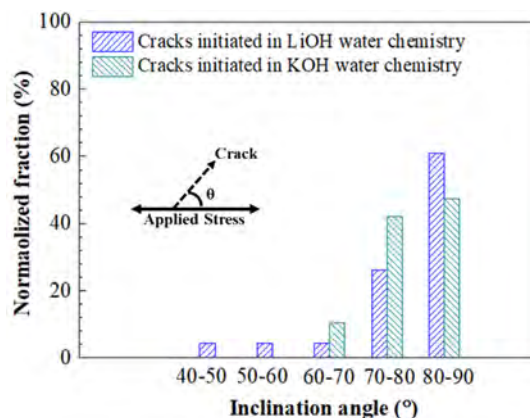 Cracks initiated in LiOH water chemistry
Cracks initiated in KOH water chemistry
Normaolized fraction (%)
100
80
60
40
20
0
Crack
θ
Applied Stress
40-50 50-60 60-70 70-80 80-90
Inclination angle (°)